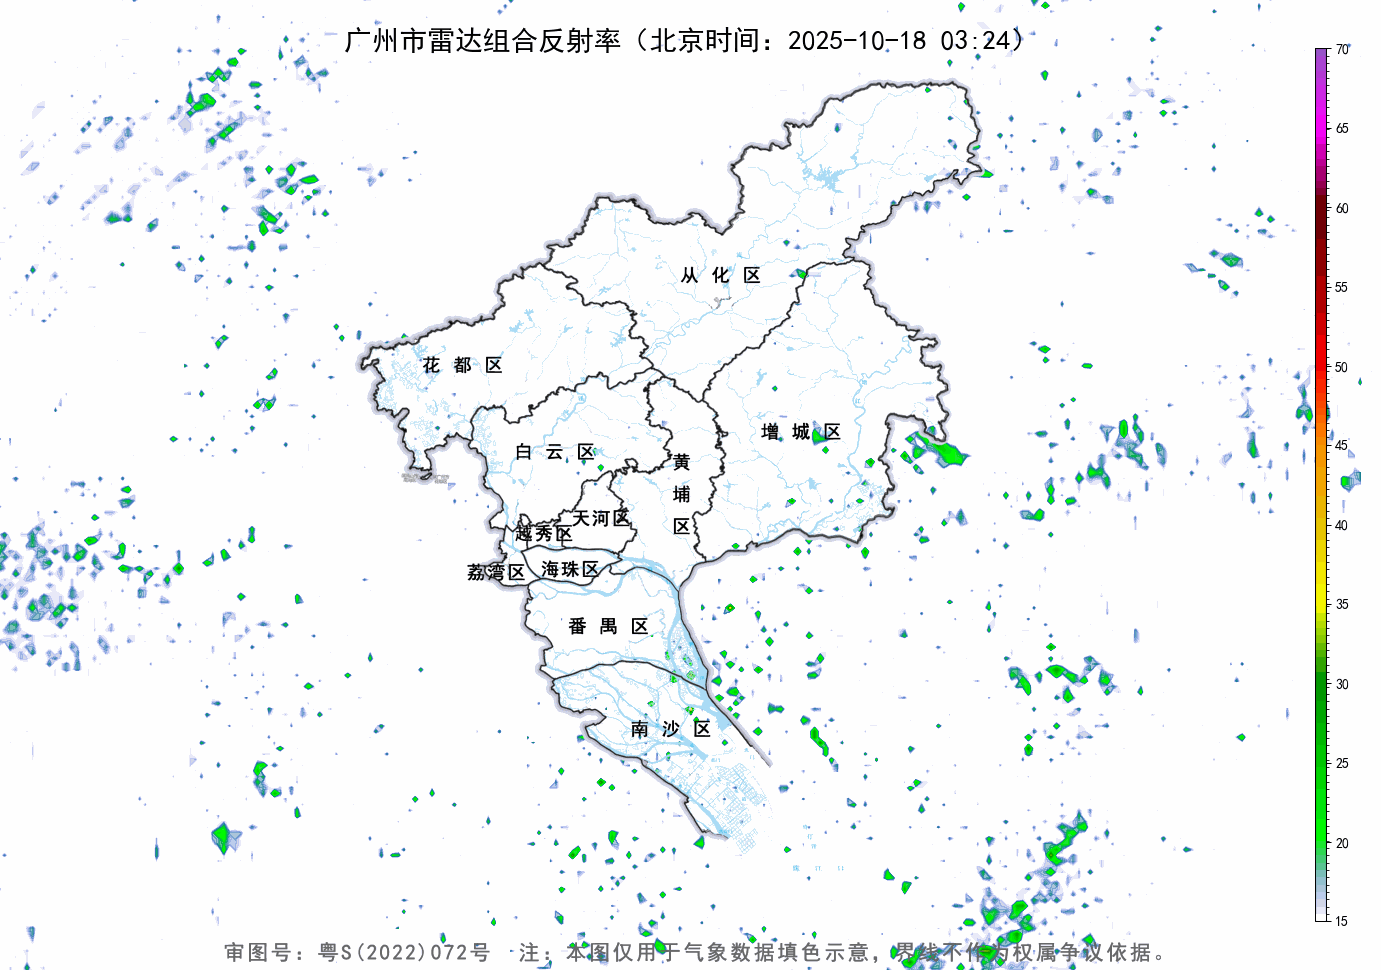 广州市雷达组合反射率（北京时间：2025-10-18 03:24）
70
65
60
55
50
45
40
35
30
25
20
15
从化区
花都区
增城区
白云区
黄埔区
天河区
越秀区
荔湾区
海珠区
番禺区
南沙区
审图号：粤S(2022)072号 注：本图仅用于气象数据填色示意，界线不作为权属争议依据。